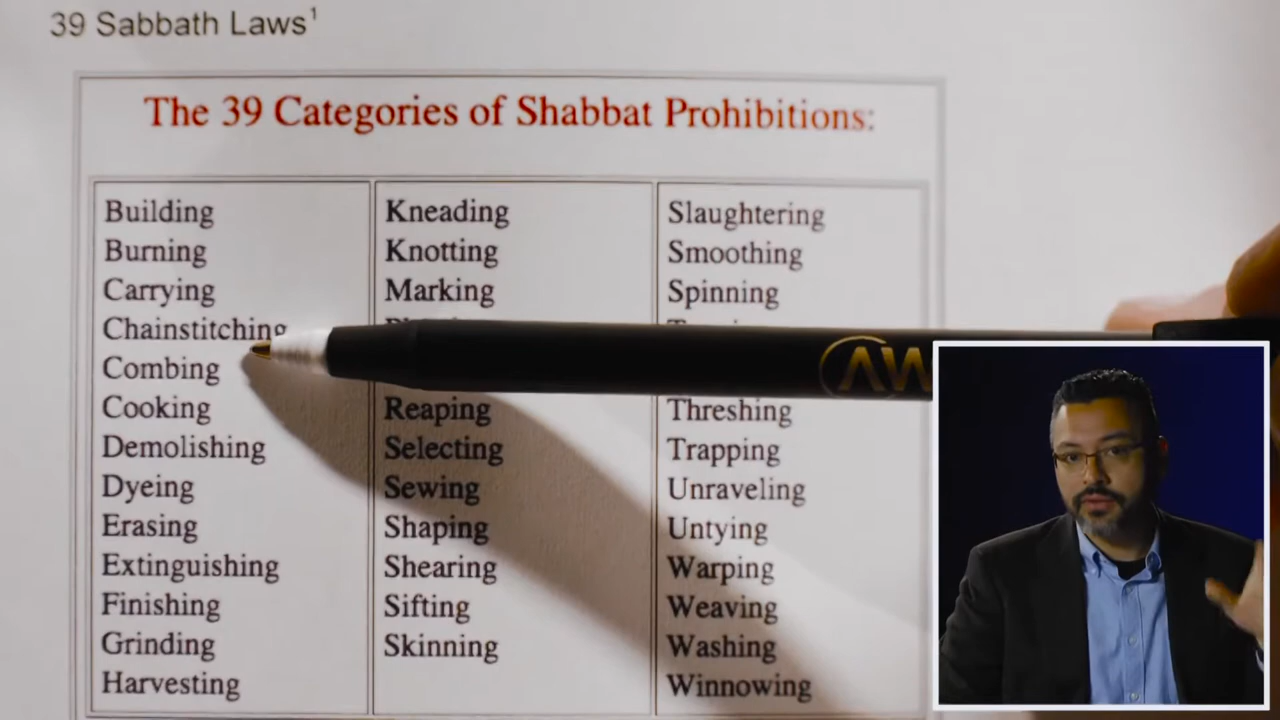 39 Sabbath Laws¹
The 39 Categories of Shabbat Prohibitions:
Building
Burning
Carrying
Chainstitching
Combing
Cooking
Demolishing
Dyeing
Erasing
Extinguishing
Finishing
Grinding
Harvesting
Kneading
Knotting
Marking
Reaping
Selecting
Sewing
Shaping
Shearing
Sifting
Skinning
Slaughtering
Smoothing
Spinning
Threshing
Trapping
Unraveling
Untying
Warping
Weaving
Washing
Winnowing